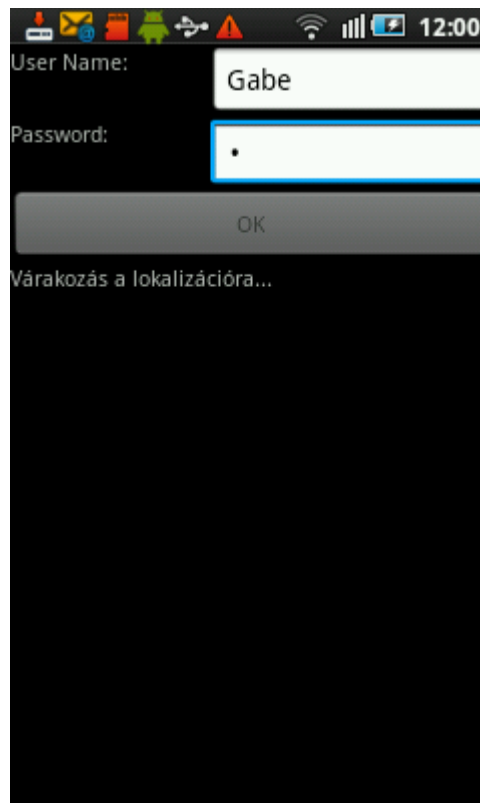 12:00
User Name:
Gabe
Password:
•
OK
Várakozás a lokalizációra...